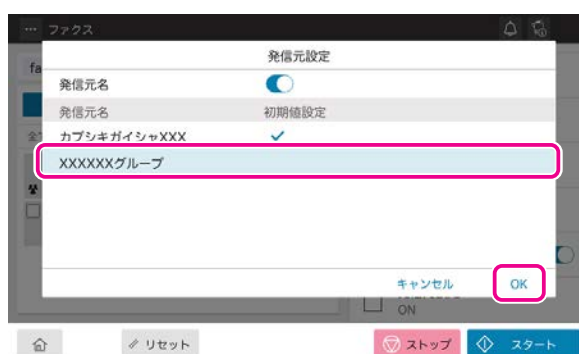 … ファクス
fa
発信元設定
発信元名
発信元名 初期値設定
カブシキガイシャXXX ✓
XXXXXXグループ
キャンセル OK
ON
リセット ストップ スタート